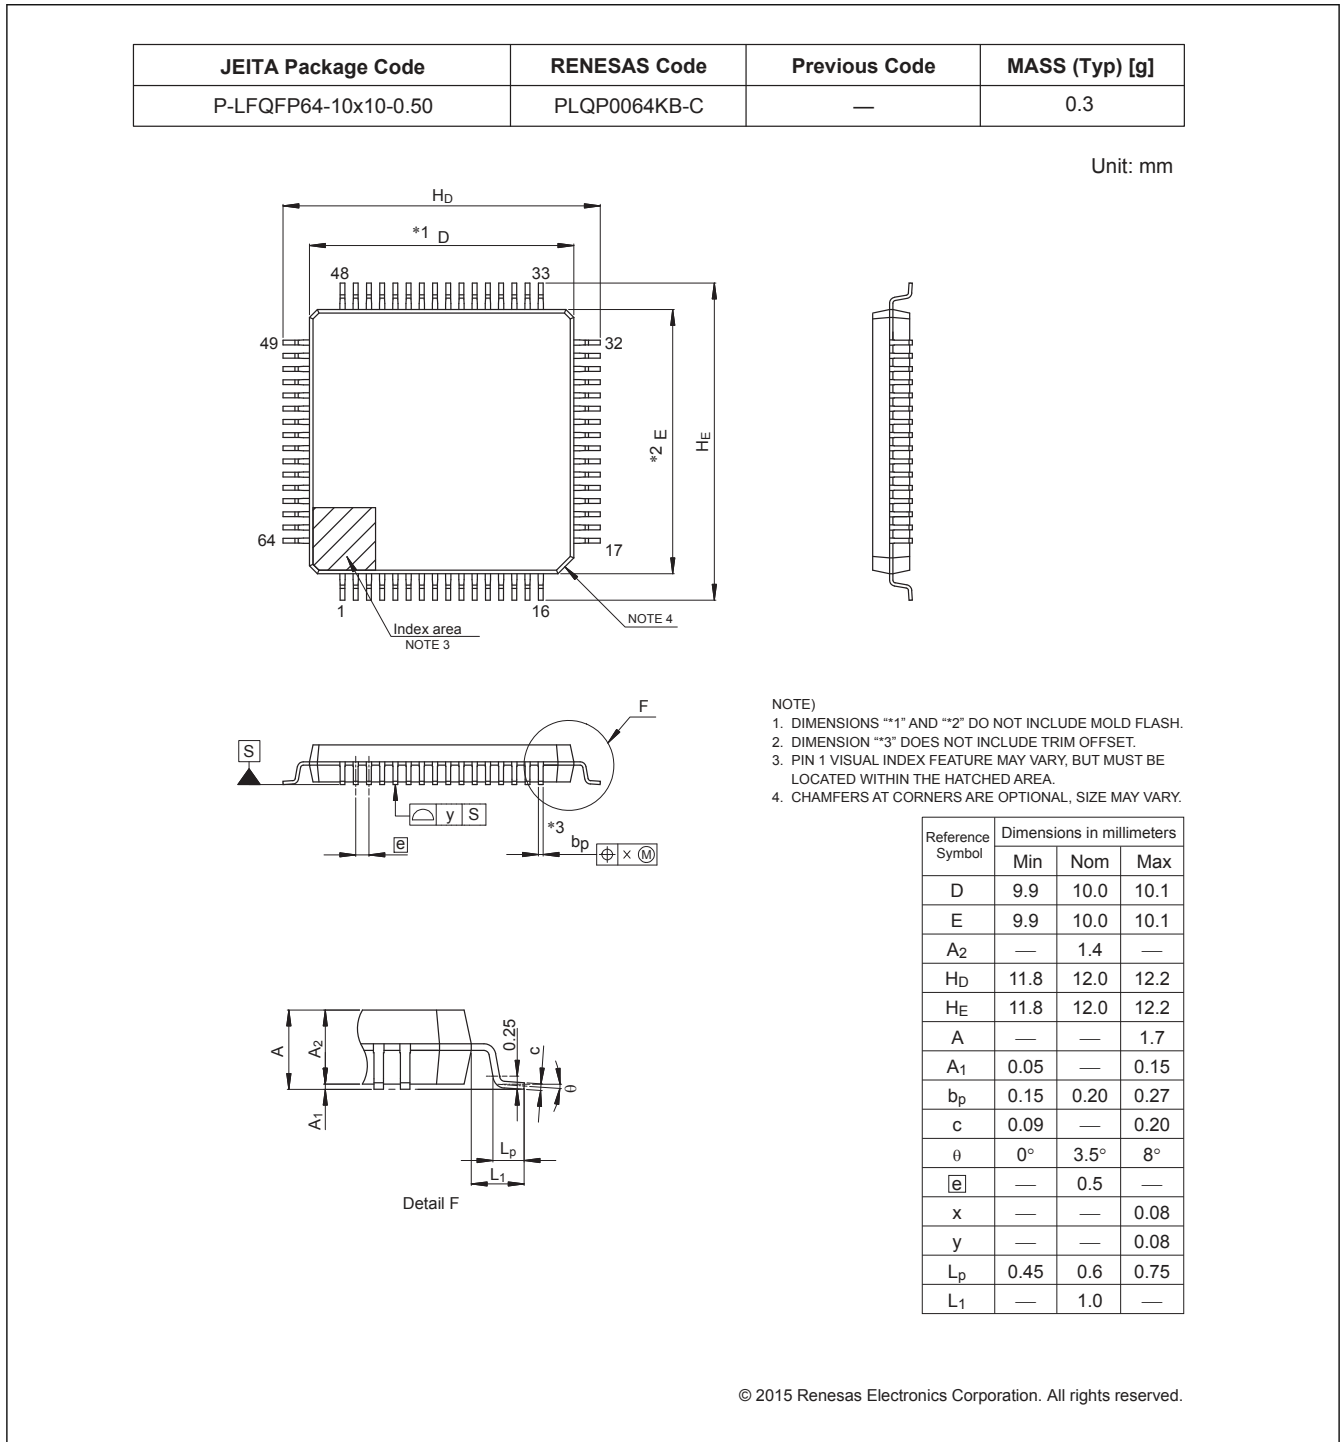 JEITA Package Code RENESAS Code Previous Code MASS (Typ) [g]
P-LFQFP64-10x10-0.50 PLQP0064KB-C — 0.3
Unit: mm
HD
*1 D
48 33
49 32
*2 E
HE
64 17
1 16
NOTE 4
Index area
NOTE 3
F
S
y S
*3
e
bp
× M
NOTE)
1. DIMENSIONS “*1” AND “*2” DO NOT INCLUDE MOLD FLASH.
2. DIMENSION “*3” DOES NOT INCLUDE TRIM OFFSET.
3. PIN 1 VISUAL INDEX FEATURE MAY VARY, BUT MUST BE
LOCATED WITHIN THE HATCHED AREA.
4. CHAMFERS AT CORNERS ARE OPTIONAL, SIZE MAY VARY.
Reference Symbol Dimensions in millimeters
Min Nom Max
D 9.9 10.0 10.1
E 9.9 10.0 10.1
A2 — 1.4 —
HD 11.8 12.0 12.2
HE 11.8 12.0 12.2
A — — 1.7
A1 0.05 — 0.15
bp 0.15 0.20 0.27
c 0.09 — 0.20
θ 0° 3.5° 8°
e — 0.5 —
x — — 0.08
y — — 0.08
Lp 0.45 0.6 0.75
L1 — 1.0 —
A
A2
A1
0.25
c
θ
Lp
L1
Detail F
© 2015 Renesas Electronics Corporation. All rights reserved.